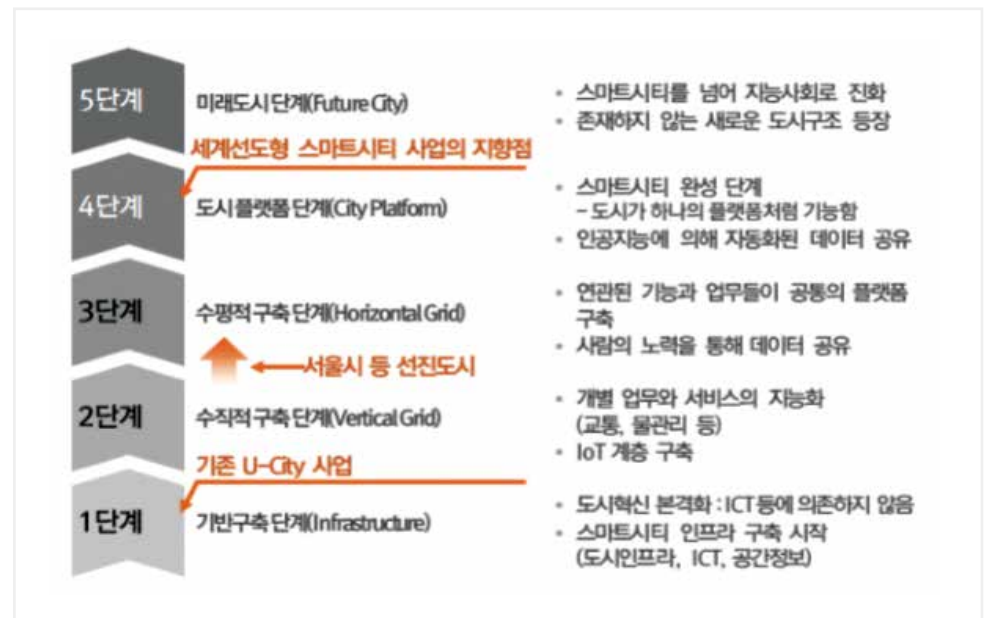 5단계
미래도시 단계(Future City)
• 스마트시티를 넘어 지능사회로 진화
• 존재하지 않는 새로운 도시구조 등장
세계선도형 스마트시티 사업의 지향점
4단계
도시 플랫폼 단계(City Platform)
• 스마트시티 완성 단계
- 도시가 하나의 플랫폼처럼 기능함
• 인공지능에 의해 자동화된 데이터 공유
3단계
수평적 구축 단계(Horizontal Grid)
• 연관된 기능과 업무들이 공통의 플랫폼
구축
• 사람의 노력을 통해 데이터 공유
서울시 등 선진도시
2단계
수직적 구축 단계(Vertical Grid)
• 개별 업무와 서비스의 지능화
(교통, 물관리 등)
• IoT 계층 구축
기존 U-City 사업
1단계
기반구축 단계(Infrastructure)
• 도시혁신 본격화 : ICT 등에 의존하지 않음
• 스마트시티 인프라 구축 시작
(도시인프라, ICT, 공간정보)